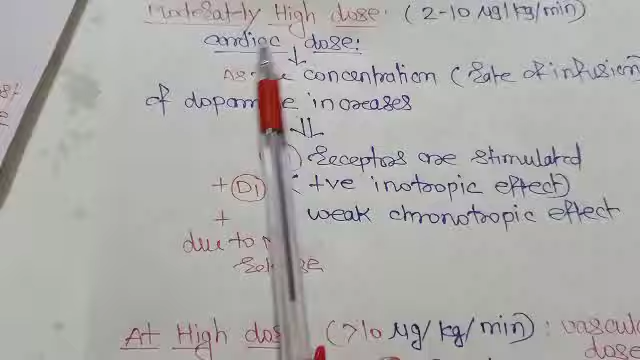 Moderately High dose: (2-10 µg/kg/min)
cardiac dose:
↓
concentration (rate of infusion)
of dopamine increases
⇓
) receptors are stimulated
+ (D1) : +ve inotropic effect)
+ weak chronotropic effect
due to
At High dose (>10 µg/kg/min): vascular
dose